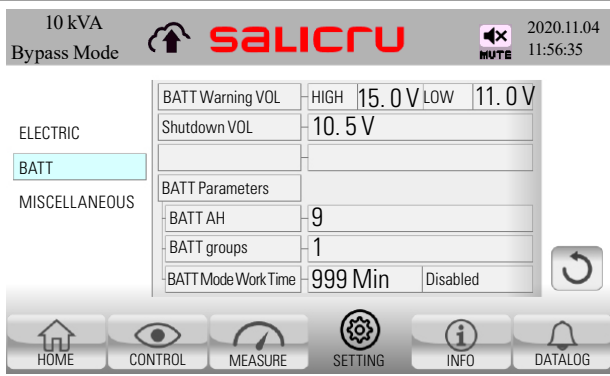 10 kVA
Bypass Mode
salicru
MUTE
2020.11.04
11:56:35
ELECTRIC
BATT
MISCELLANEOUS
BATT Warning VOL HIGH 15.0V LOW 11.0V
Shutdown VOL 10.5V
BATT Parameters
BATT AH 9
BATT groups 1
BATT Mode Work Time 999 Min Disabled
HOME CONTROL MEASURE SETTING INFO DATALOG